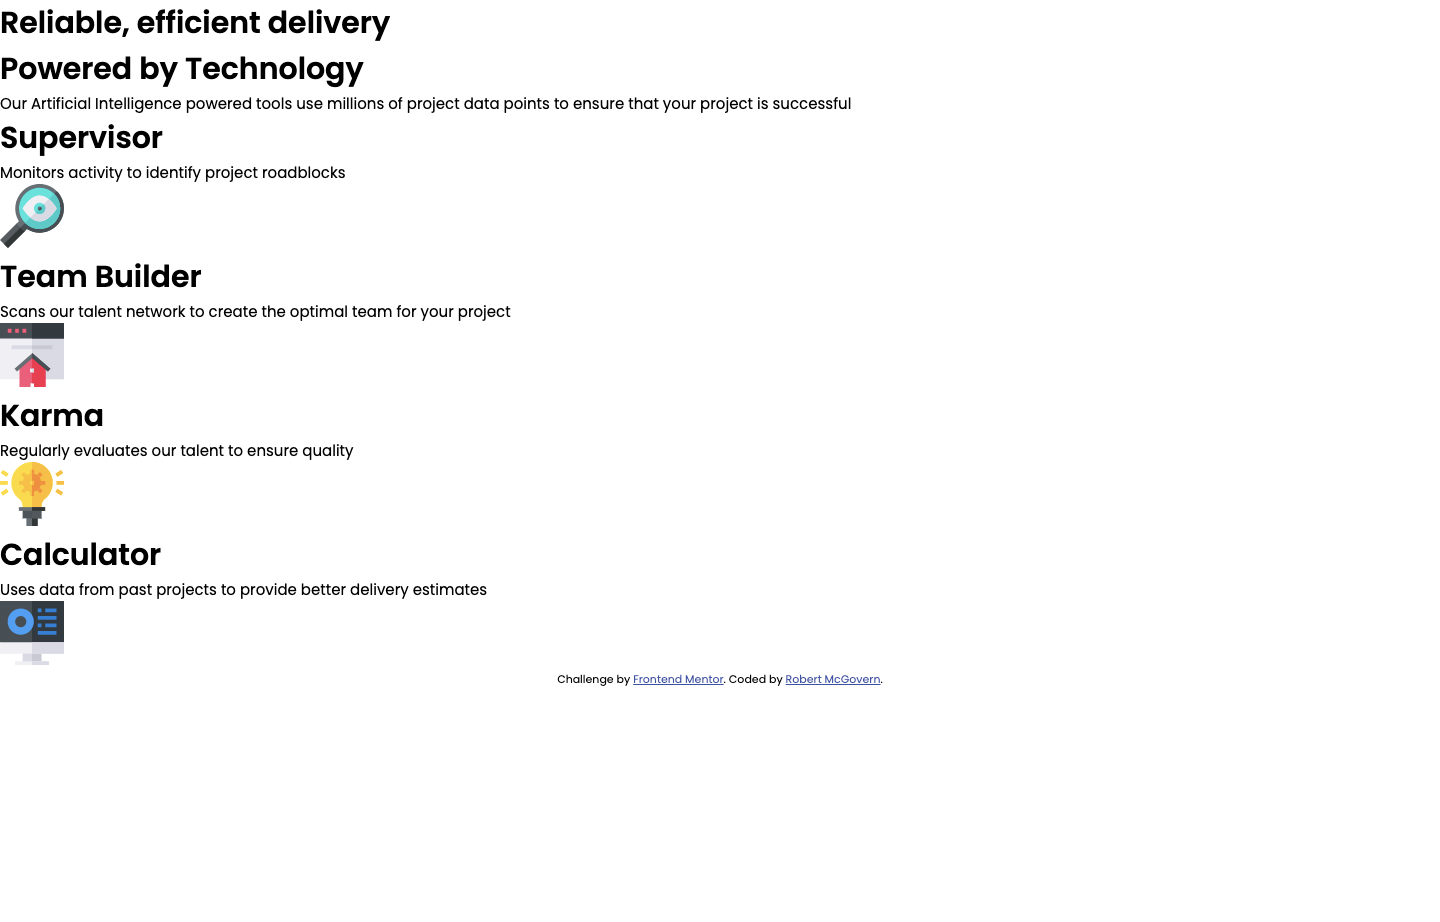 Reliable, efficient delivery
Powered by Technology
Our Artificial Intelligence powered tools use millions of project data points to ensure that your project is successful
Supervisor
Monitors activity to identify project roadblocks
Team Builder
Scans our talent network to create the optimal team for your project
Karma
Regularly evaluates our talent to ensure quality
Calculator
Uses data from past projects to provide better delivery estimates
Challenge by Frontend Mentor. Coded by Robert McGovern.